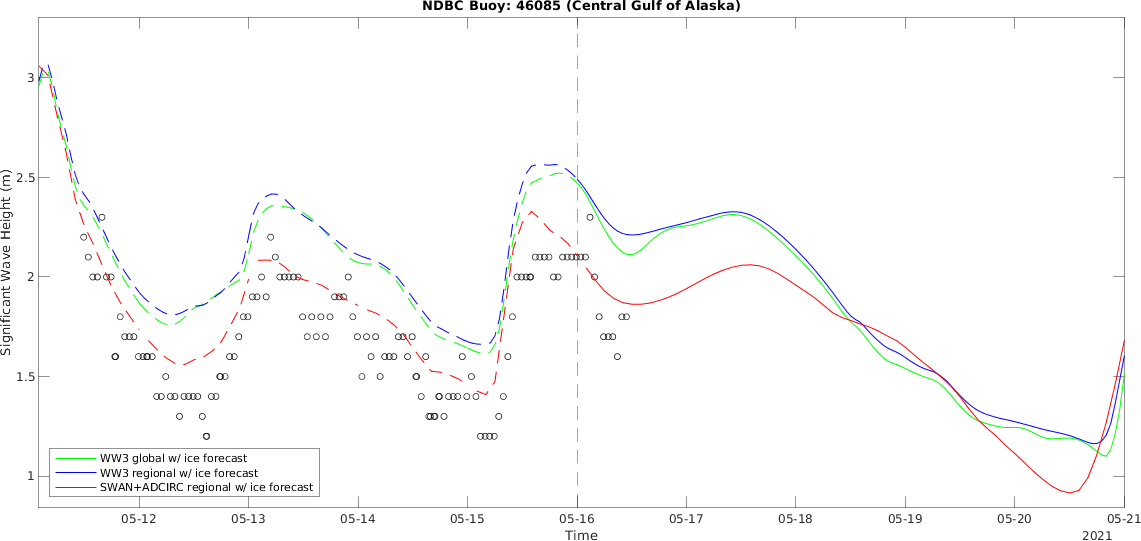 NDBC Buoy: 46085 (Central Gulf of Alaska)
Significant Wave Height (m)
3
2.5
2
1.5
1
WW3 global w/ ice forecast
WW3 regional w/ ice forecast
SWAN+ADCIRC regional w/ ice forecast
05-12 05-13 05-14 05-15 05-16 05-17 05-18 05-19 05-20 05-21
Time
2021